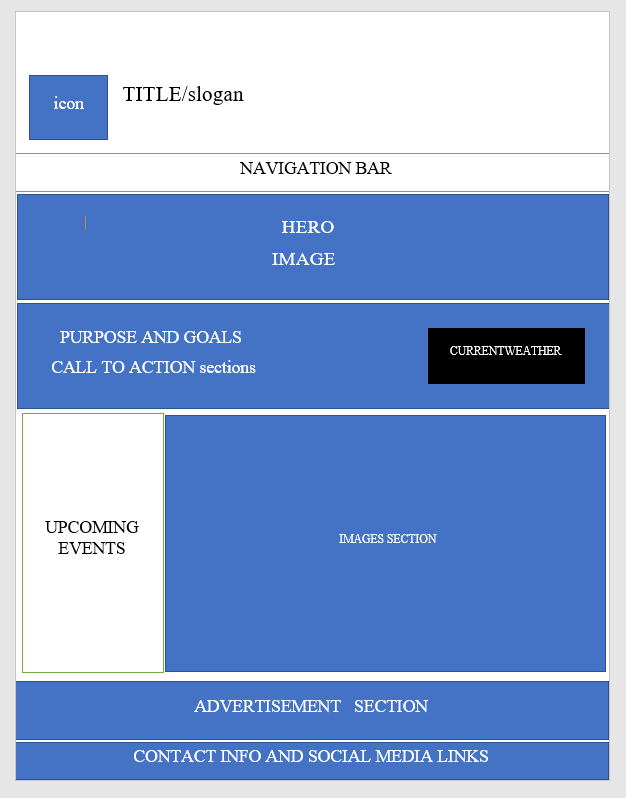 icon
TITLE/slogan
NAVIGATION BAR
HERO
IMAGE
PURPOSE AND GOALS
CALL TO ACTION sections
CURRENTWEATHER
UPCOMING
EVENTS
IMAGES SECTION
ADVERTISEMENT SECTION
CONTACT INFO AND SOCIAL MEDIA LINKS